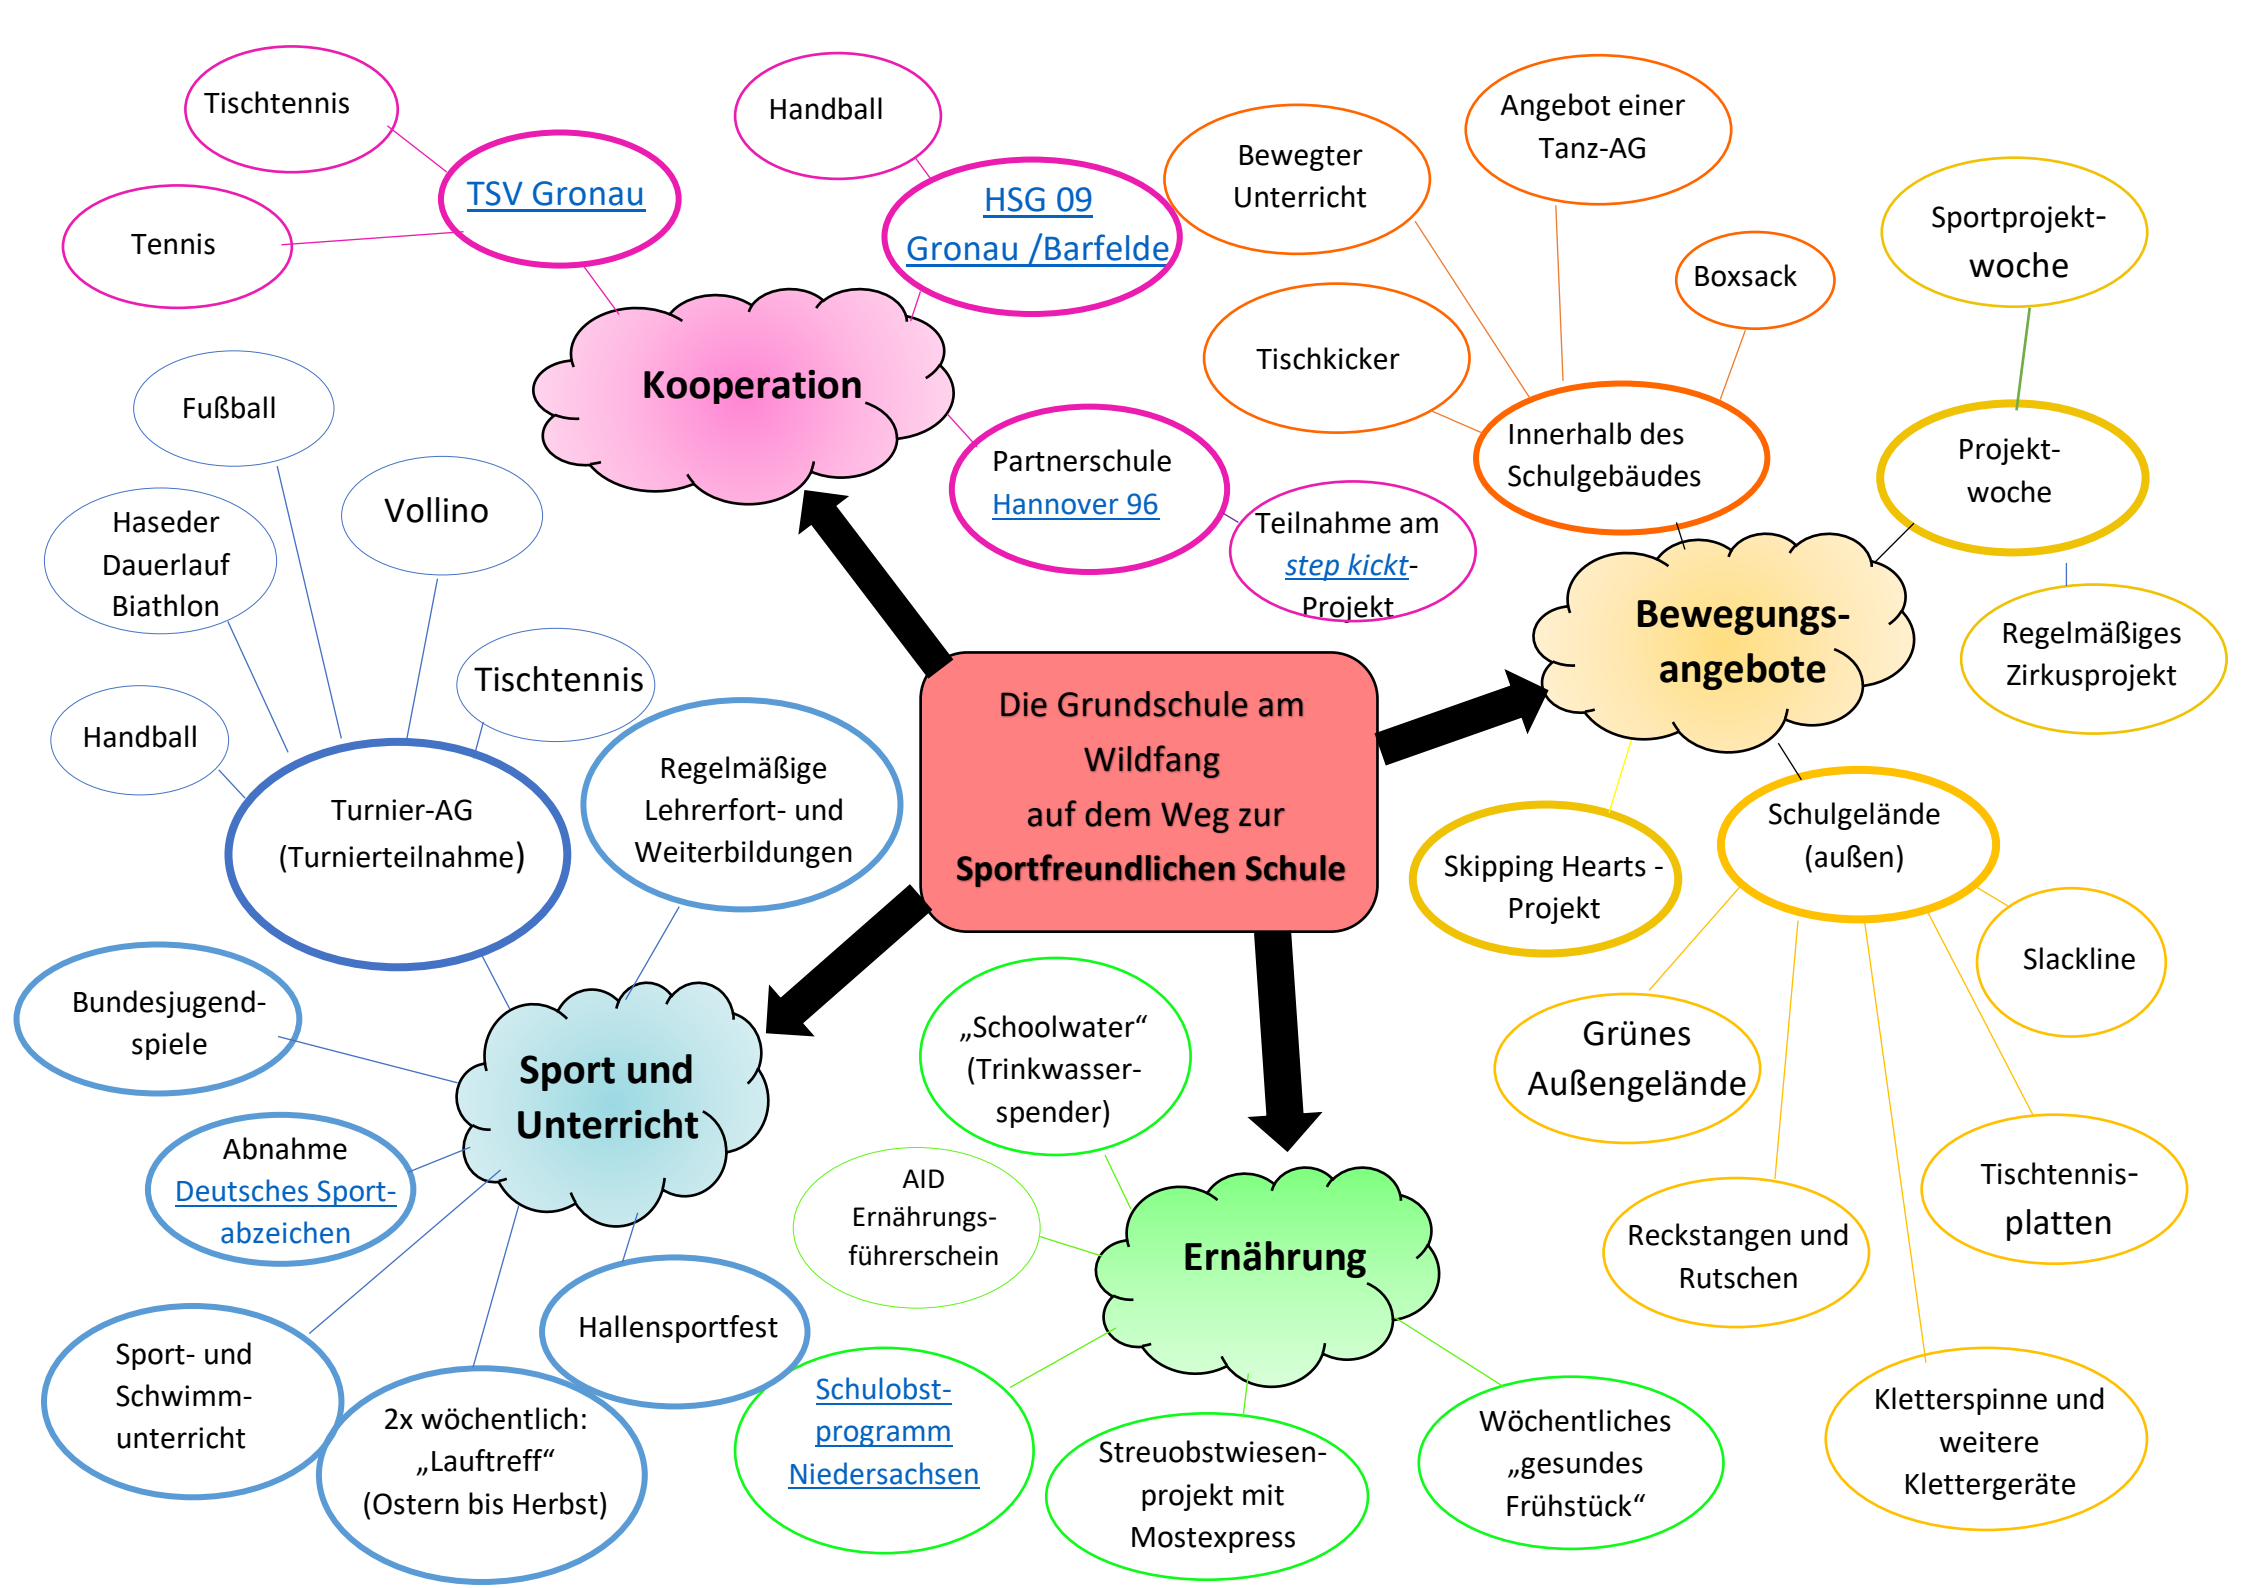 Tischtennis
Tennis
TSV Gronau
Handball
HSG 09
Gronau /Barfelde
Kooperation
Partnerschule
Hannover 96
Teilnahme am
step kickt-
Projekt
Bewegter
Unterricht
Angebot einer
Tanz-AG
Boxsack
Tischkicker
Innerhalb des
Schulgebäudes
Sportprojekt-
woche
Projekt-
woche
Regelmäßiges
Zirkusprojekt
Bewegungs-
angebote
Skipping Hearts -
Projekt
Schulgelände
(außen)
Slackline
Grünes
Außengelände
Tischtennis-
platten
Reckstangen und
Rutschen
Kletterspinne und
weitere
Klettergeräte
Die Grundschule am
Wildfang
auf dem Weg zur
Sportfreundlichen Schule
Fußball
Vollino
Haseder
Dauerlauf
Biathlon
Tischtennis
Handball
Turnier-AG
(Turnierteilnahme)
Regelmäßige
Lehrerfort- und
Weiterbildungen
Bundesjugend-
spiele
Sport und
Unterricht
Abnahme
Deutsches Sport-
abzeichen
Sport- und
Schwimm-
unterricht
2x wöchentlich:
„Lauftreff“
(Ostern bis Herbst)
Hallensportfest
„Schoolwater“
(Trinkwasser-
spender)
AID
Ernährungs-
führerschein
Ernährung
Schulobst-
programm
Niedersachsen
Streuobstwiesen-
projekt mit
Mostexpress
Wöchentliches
„gesundes
Frühstück“